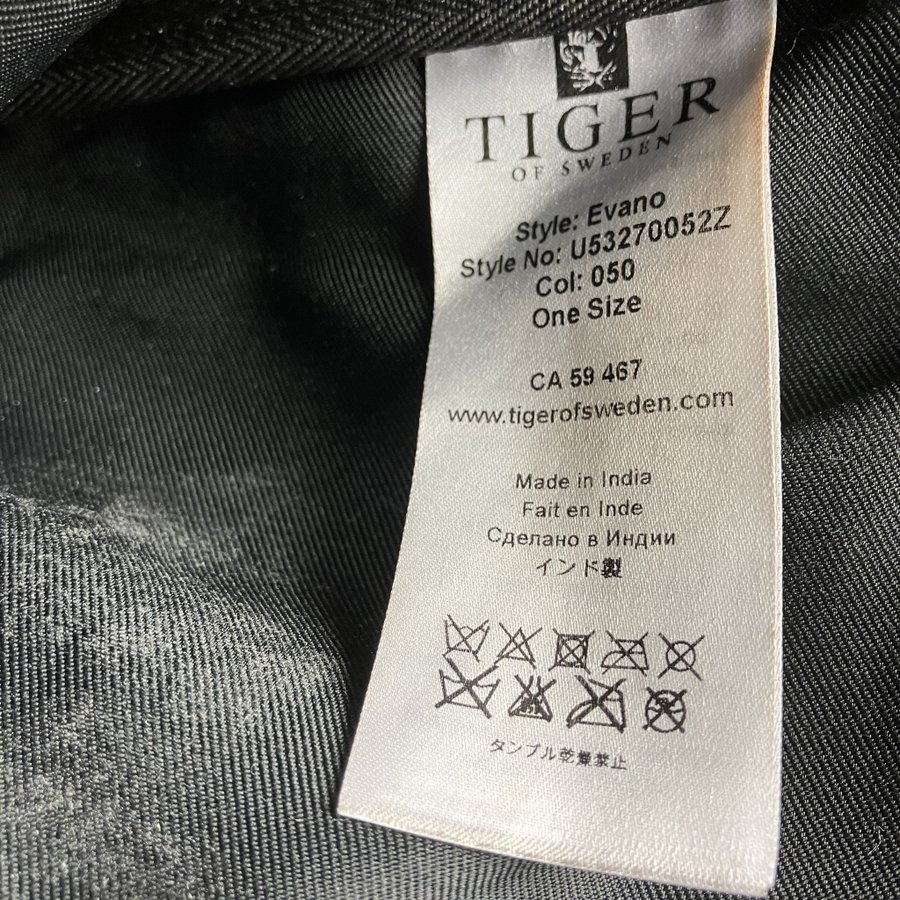 TIGER
OF SWEDEN
Style: Evano
Style No: U53270052Z
Col: 050
One Size
CA 59 467
www.tigerofsweden.com
Made in India
Fait en Inde
Сделано в Индии
インド製
タンブル乾燥禁止